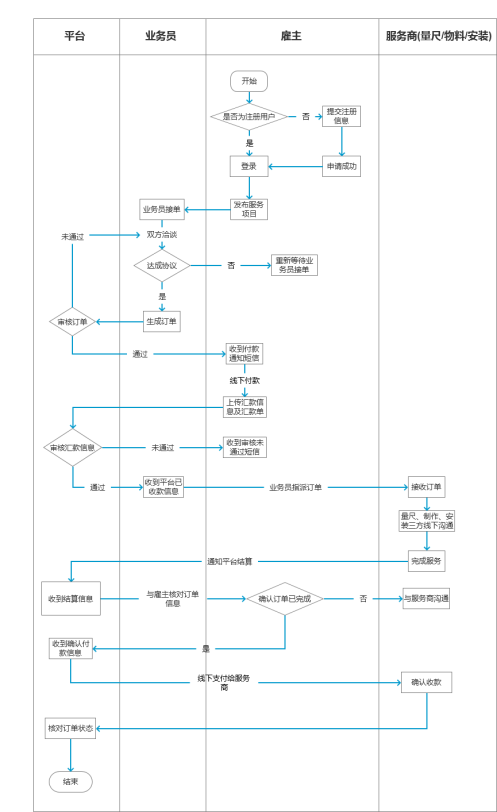 平台
业务员
雇主
服务商(量尺/物料/安装)
开始
是否为注册用户
否
提交注册
信息
是
登录
申请成功
业务员接单
发布服务
项目
未通过
双方洽谈
达成协议
否
重新等待业
务员接单
是
审核订单
生成订单
通过
收到付款
通知短信
线下付款
上传汇款信
息及汇款单
审核汇款信息
未通过
收到审核未
通过短信
通过
收到平台已
收款信息
业务员指派订单
接收订单
量尺、制作、安
装三方线下沟通
通知平台结算
完成服务
收到结算信息
与雇主核对订单
信息
确认订单已完成
否
与服务商沟通
收到确认付
款信息
是
线下支付给服务
商
确认收款
核对订单状态
结束